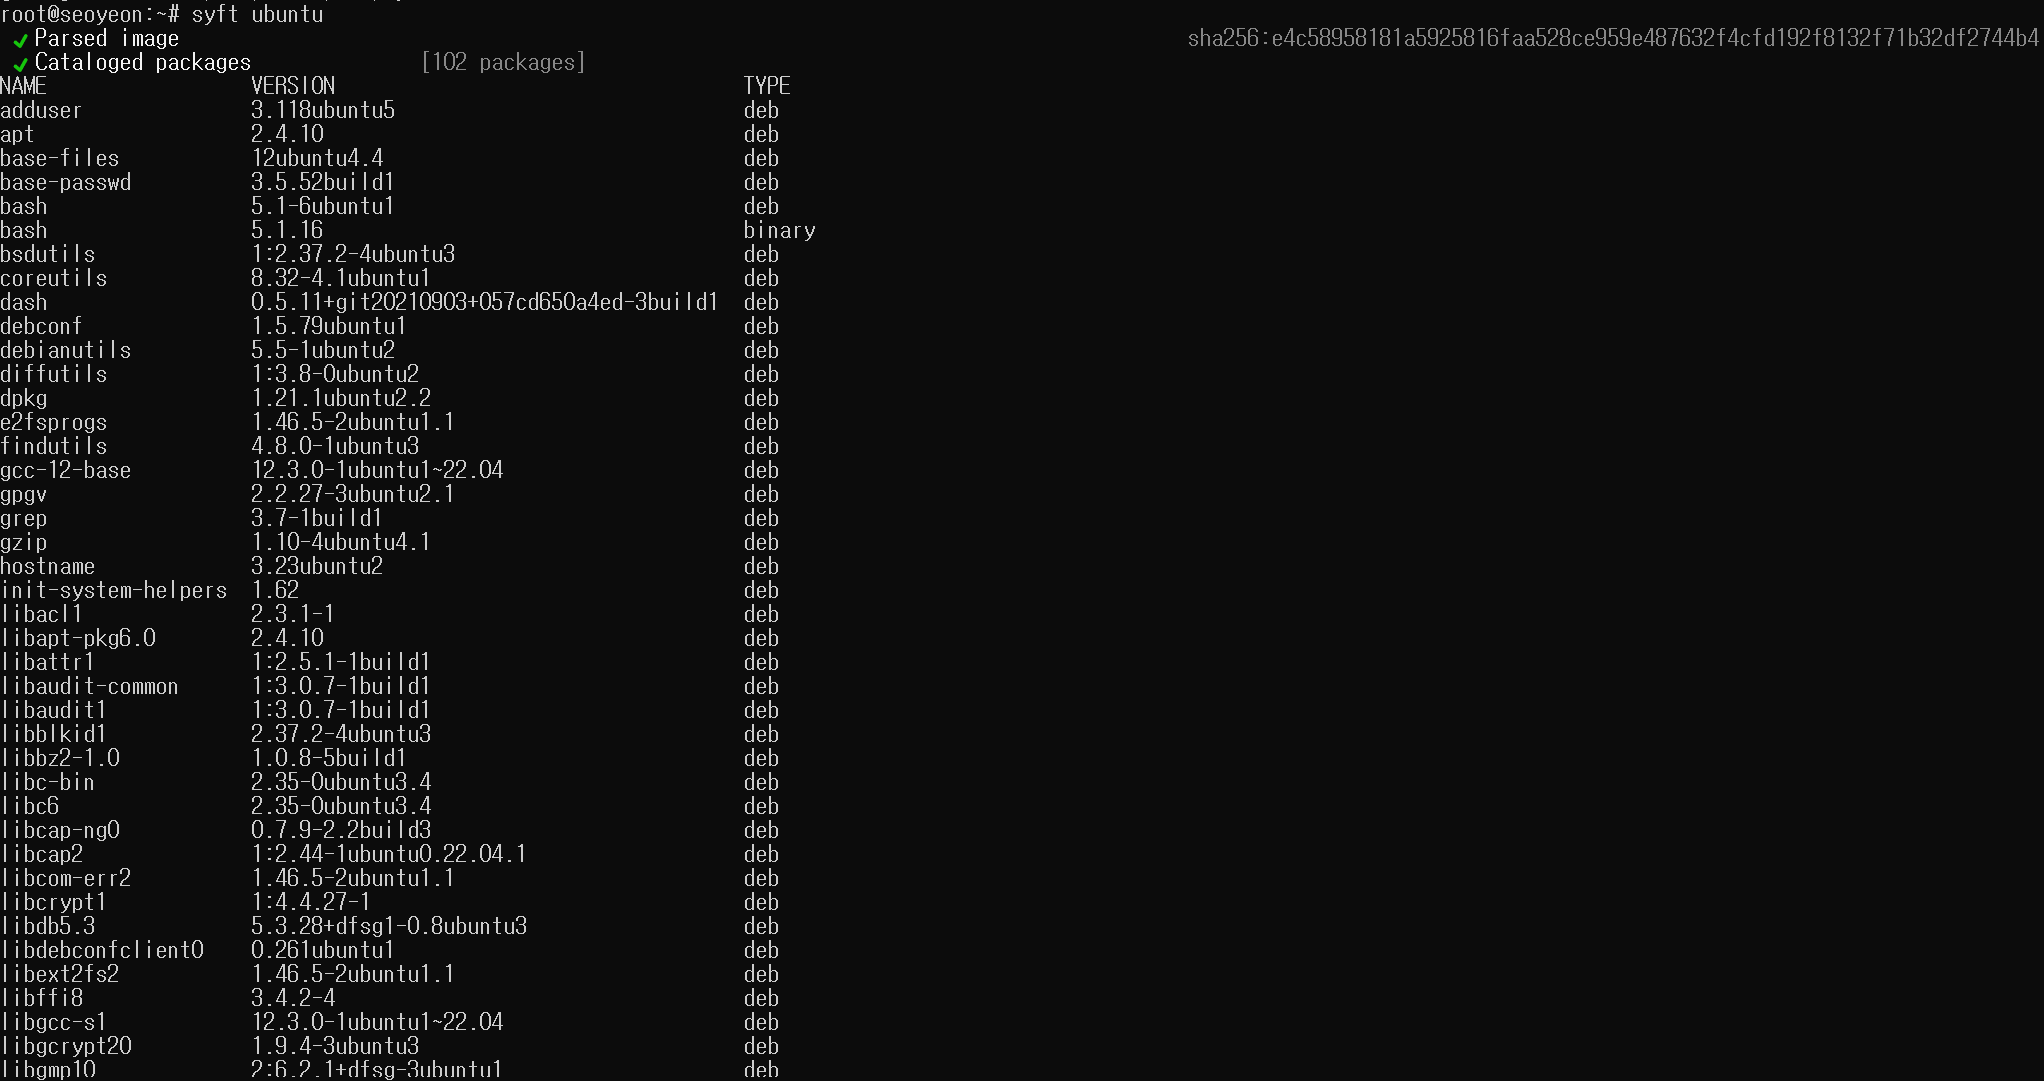 root@seoyeon:~# syft ubuntu
✔ Parsed image sha256:e4c58958181a5925816faa528ce959e487632f4cfd192f8132f71b32df2744b4
✔ Cataloged packages [102 packages]
NAME VERSION TYPE
adduser 3.118ubuntu5 deb
apt 2.4.10 deb
base-files 12ubuntu4.4 deb
base-passwd 3.5.52build1 deb
bash 5.1-6ubuntu1 deb
bash 5.1.16 binary
bsdutils 1:2.37.2-4ubuntu3 deb
coreutils 8.32-4.1ubuntu1 deb
dash 0.5.11+git20210903+057cd650a4ed-3build1 deb
debconf 1.5.79ubuntu1 deb
debianutils 5.5-1ubuntu2 deb
diffutils 1:3.8-0ubuntu2 deb
dpkg 1.21.1ubuntu2.2 deb
e2fsprogs 1.46.5-2ubuntu1.1 deb
findutils 4.8.0-1ubuntu3 deb
gcc-12-base 12.3.0-1ubuntu1~22.04 deb
gpgv 2.2.27-3ubuntu2.1 deb
grep 3.7-1build1 deb
gzip 1.10-4ubuntu4.1 deb
hostname 3.23ubuntu2 deb
init-system-helpers 1.62 deb
libacl1 2.3.1-1 deb
libapt-pkg6.0 2.4.10 deb
libattr1 1:2.5.1-1build1 deb
libaudit-common 1:3.0.7-1build1 deb
libaudit1 1:3.0.7-1build1 deb
libblkid1 2.37.2-4ubuntu3 deb
libbz2-1.0 1.0.8-5build1 deb
libc-bin 2.35-0ubuntu3.4 deb
libc6 2.35-0ubuntu3.4 deb
libcap-ng0 0.7.9-2.2build3 deb
libcap2 1:2.44-1ubuntu0.22.04.1 deb
libcom-err2 1.46.5-2ubuntu1.1 deb
libcrypt1 1:4.4.27-1 deb
libdb5.3 5.3.28+dfsg1-0.8ubuntu3 deb
libdebconfclient0 0.261ubuntu1 deb
libext2fs2 1.46.5-2ubuntu1.1 deb
libffi8 3.4.2-4 deb
libgcc-s1 12.3.0-1ubuntu1~22.04 deb
libgcrypt20 1.9.4-3ubuntu3 deb
libgmp10 2:6.2.1+dfsg-3ubuntu1 deb